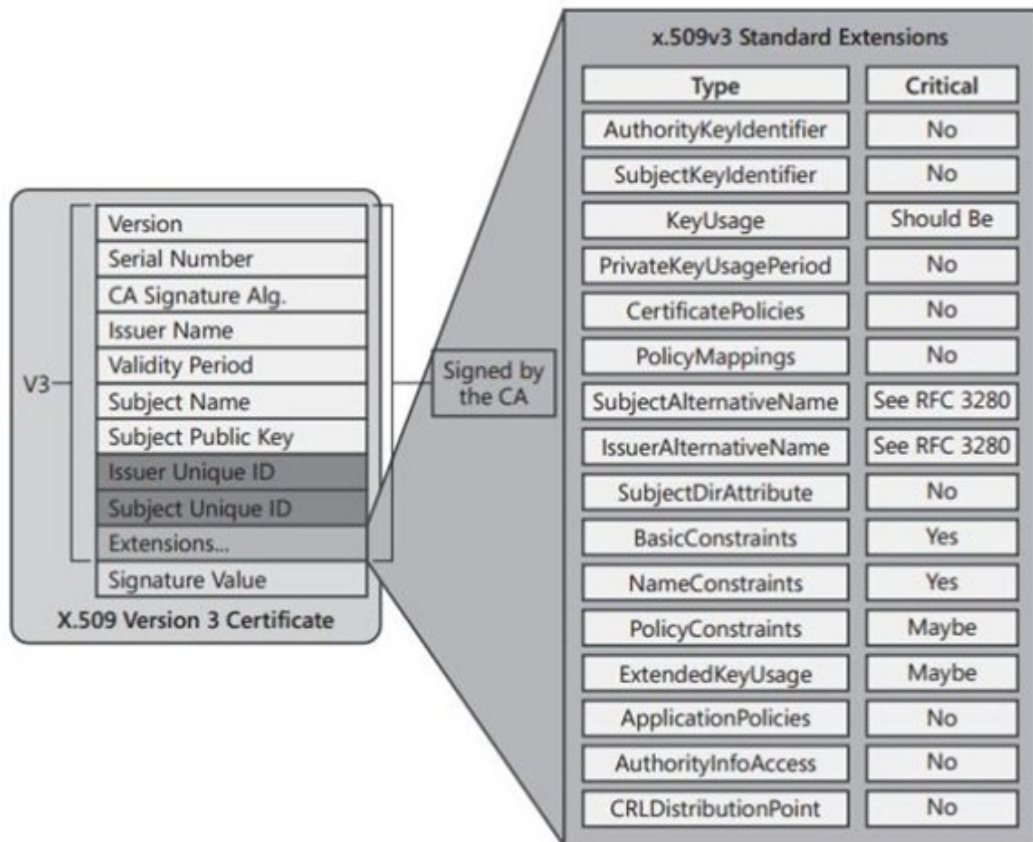 V3
Version
Serial Number
CA Signature Alg.
Issuer Name
Validity Period
Subject Name
Subject Public Key
Issuer Unique ID
Subject Unique ID
Extensions...
Signature Value
X.509 Version 3 Certificate
Signed by
the CA
x.509v3 Standard Extensions
Type Critical
AuthorityKeyIdentifier No
SubjectKeyIdentifier No
KeyUsage Should Be
PrivateKeyUsagePeriod No
CertificatePolicies No
PolicyMappings No
SubjectAlternativeName See RFC 3280
IssuerAlternativeName See RFC 3280
SubjectDirAttribute No
BasicConstraints Yes
NameConstraints Yes
PolicyConstraints Maybe
ExtendedKeyUsage Maybe
ApplicationPolicies No
AuthorityInfoAccess No
CRLDistributionPoint No